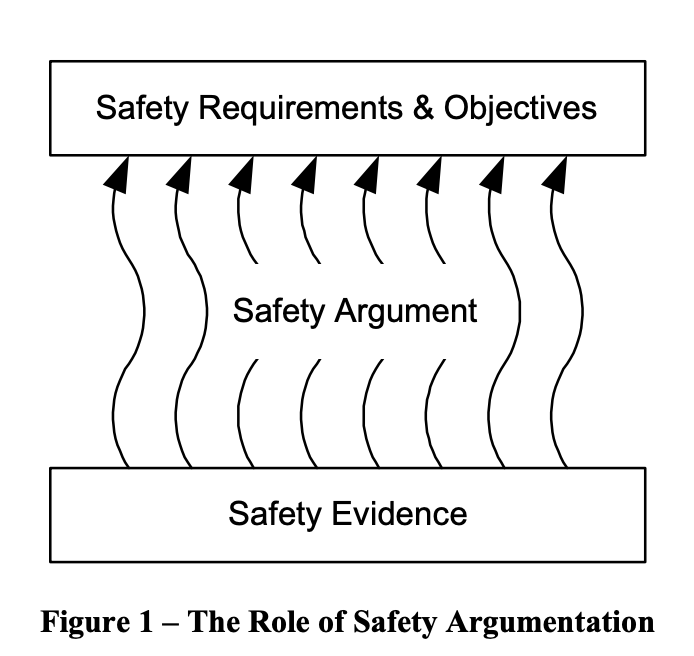 Safety Requirements & Objectives
Safety Argument
Safety Evidence
Figure 1 – The Role of Safety Argumentation